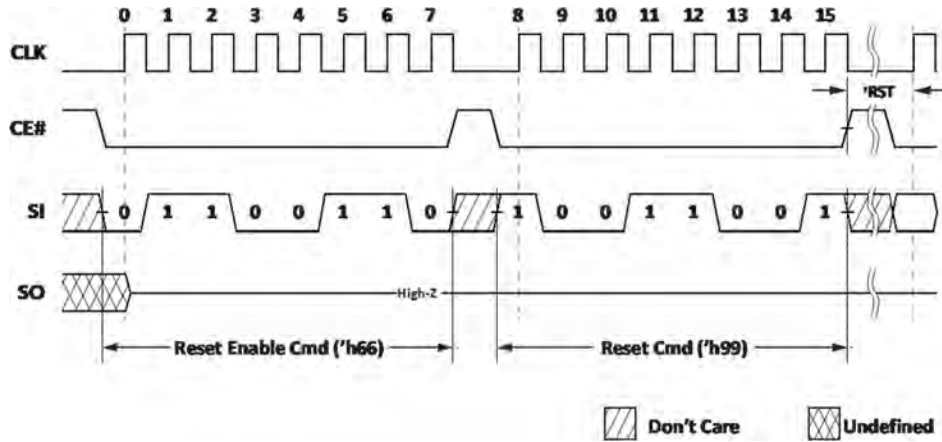 0 1 2 3 4 5 6 7 8 9 10 11 12 13 14 15
CLK
'RST
CE#
SI 0 1 1 0 0 1 1 0 1 0 0 1 1 0 0 1
SO High-Z
Reset Enable Cmd ('h66) Reset Cmd ('h99)
Don't Care Undefined